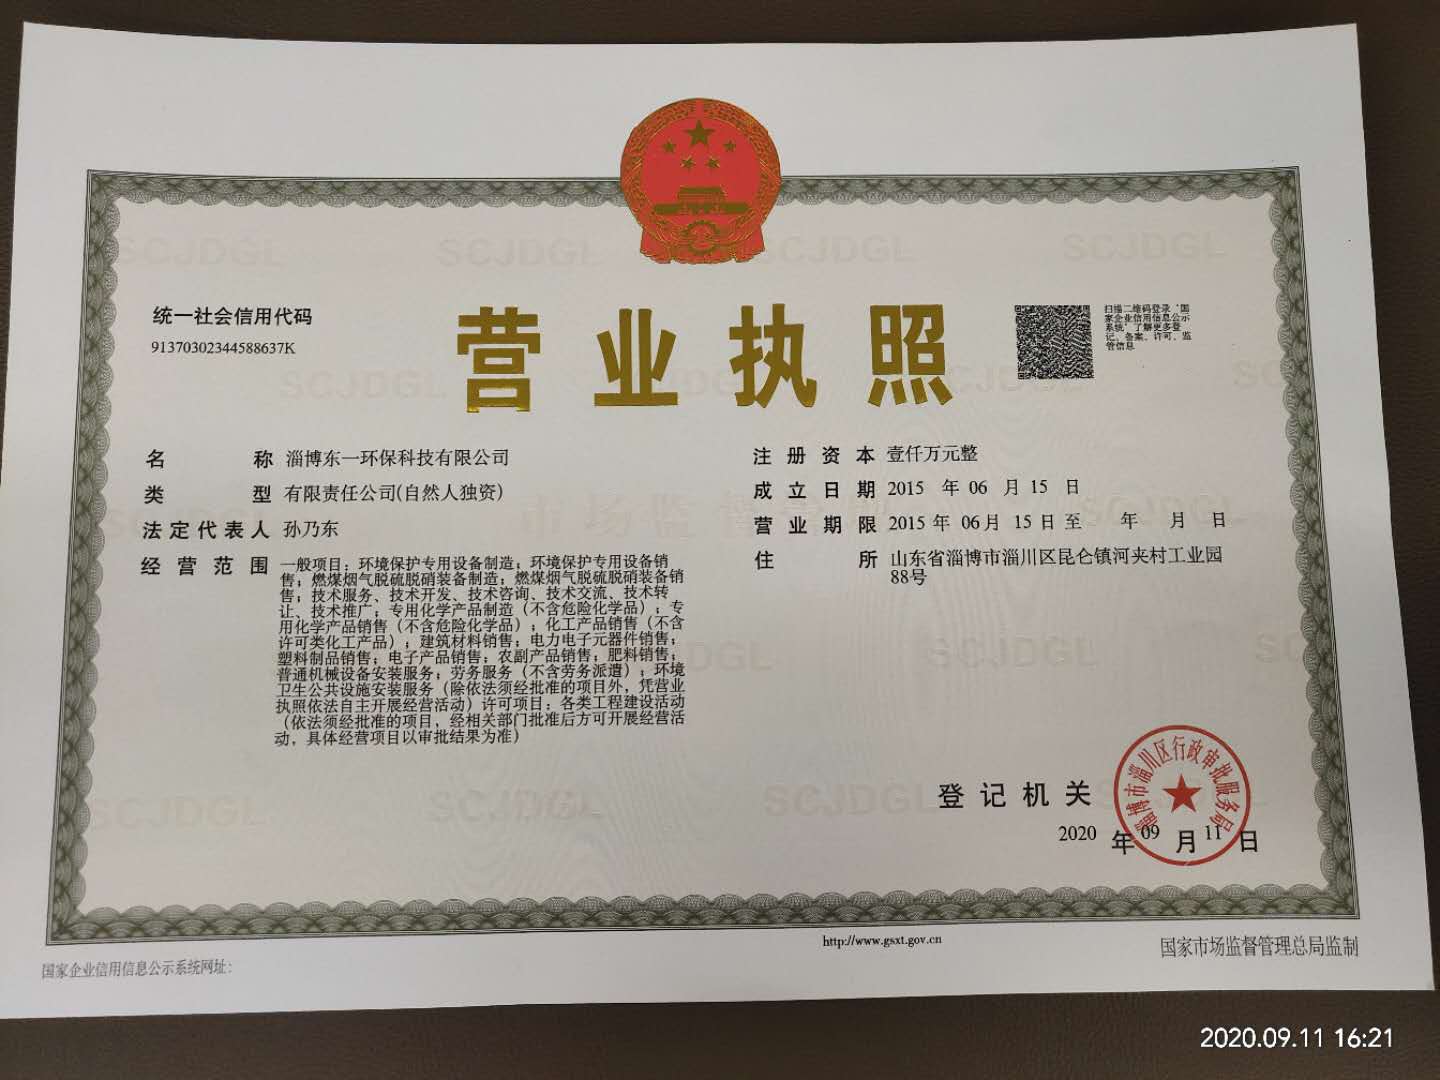 统一社会信用代码
91370302344588637K
营业执照
扫描二维码登录‘国
家企业信用信息公示
系统’了解更多登
记、备案、许可、监
管信息
名称 淄博东一环保科技有限公司
类型 有限责任公司(自然人独资)
法定代表人 孙乃东
经营范围 一般项目：环境保护专用设备制造；环境保护专用设备销
售；燃煤烟气脱硫脱硝装备制造；燃煤烟气脱硫脱硝装备销
售；技术服务、技术开发、技术咨询、技术交流、技术转
让、技术推广；专用化学产品制造（不含危险化学品）；专
用化学产品销售（不含危险化学品）；化工产品销售（不含
许可类化工产品）；建筑材料销售；电力电子元器件销售；
塑料制品销售；电子产品销售；农副产品销售；肥料销售；
普通机械设备安装服务；劳务服务（不含劳务派遣）；环境
卫生公共设施安装服务（除依法须经批准的项目外，凭营业
执照依法自主开展经营活动）许可项目：各类工程建设活动
（依法须经批准的项目，经相关部门批准后方可开展经营活
动，具体经营项目以审批结果为准）
注册资本 壹仟万元整
成立日期 2015 年 06 月 15 日
营业期限 2015 年 06 月 15 日 至 年 月 日
住所 山东省淄博市淄川区昆仑镇河夹村工业园
88号
登记机关
淄博市淄川区行政审批服务局
2020 年 09 月 11 日
国家企业信用信息公示系统网址：
http://www.gsxt.gov.cn
国家市场监督管理总局监制
2020.09.11 16:21